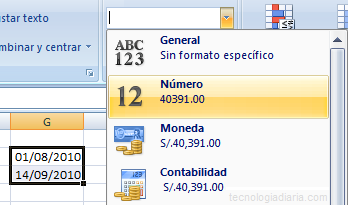 ustar texto
mbinar y centrar
ABC
123
General
Sin formato específico
12
Número
40391.00
Moneda
S/.40,391.00
Contabilidad
S/.40,391.00
G
01/08/2010
14/09/2010
tecnologiadiaria.com